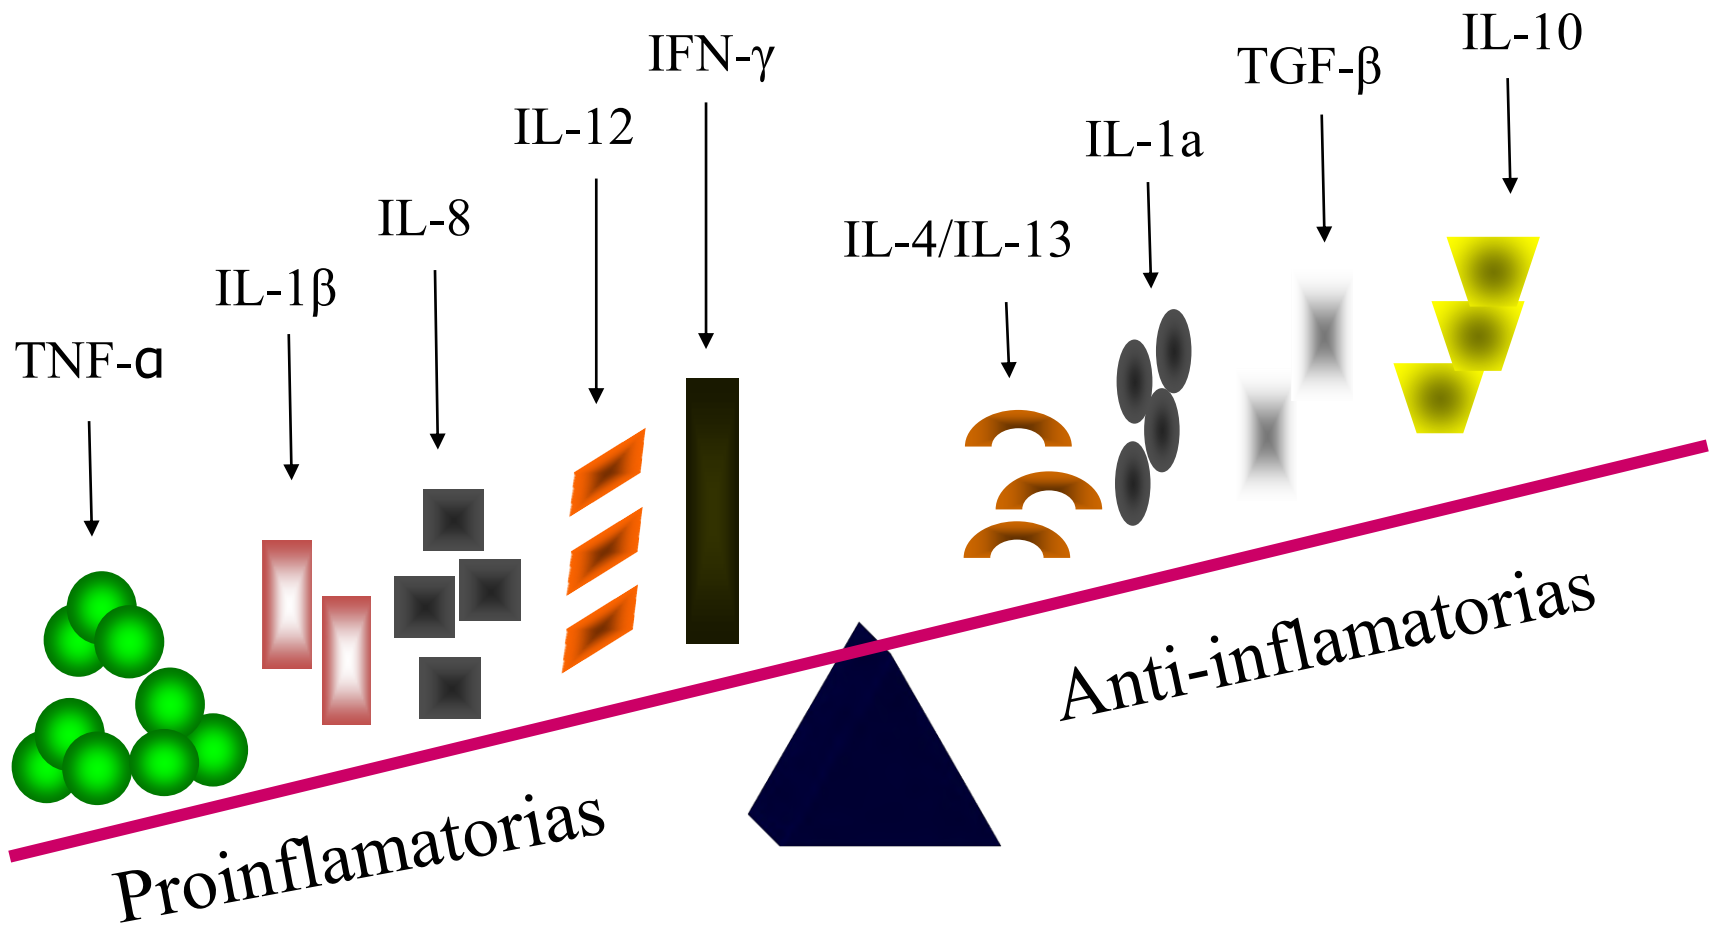 TNF-α
IL-1β
IL-8
IL-12
IFN-γ
IL-4/IL-13
IL-1a
TGF-β
IL-10
Proinflamatorias
Anti-inflamatorias